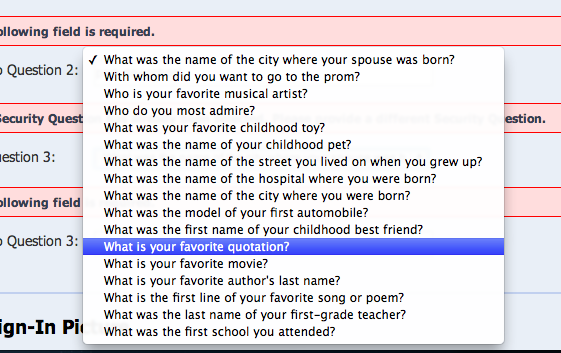 ollowing field is required.
o Question 2:
✓ What was the name of the city where your spouse was born?
With whom did you want to go to the prom?
Who is your favorite musical artist?
Who do you most admire?
What was your favorite childhood toy?
What was the name of your childhood pet?
What was the name of the street you lived on when you grew up?
What was the name of the hospital where you were born?
What was the name of the city where you were born?
What was the model of your first automobile?
What was the first name of your childhood best friend?
What is your favorite quotation?
What is your favorite movie?
What is your favorite author's last name?
What is the first line of your favorite song or poem?
What was the last name of your first-grade teacher?
What was the first school you attended?
Security Quest Question.
uestion 3:
ollowing field
o Question 3:
ign-In Pic